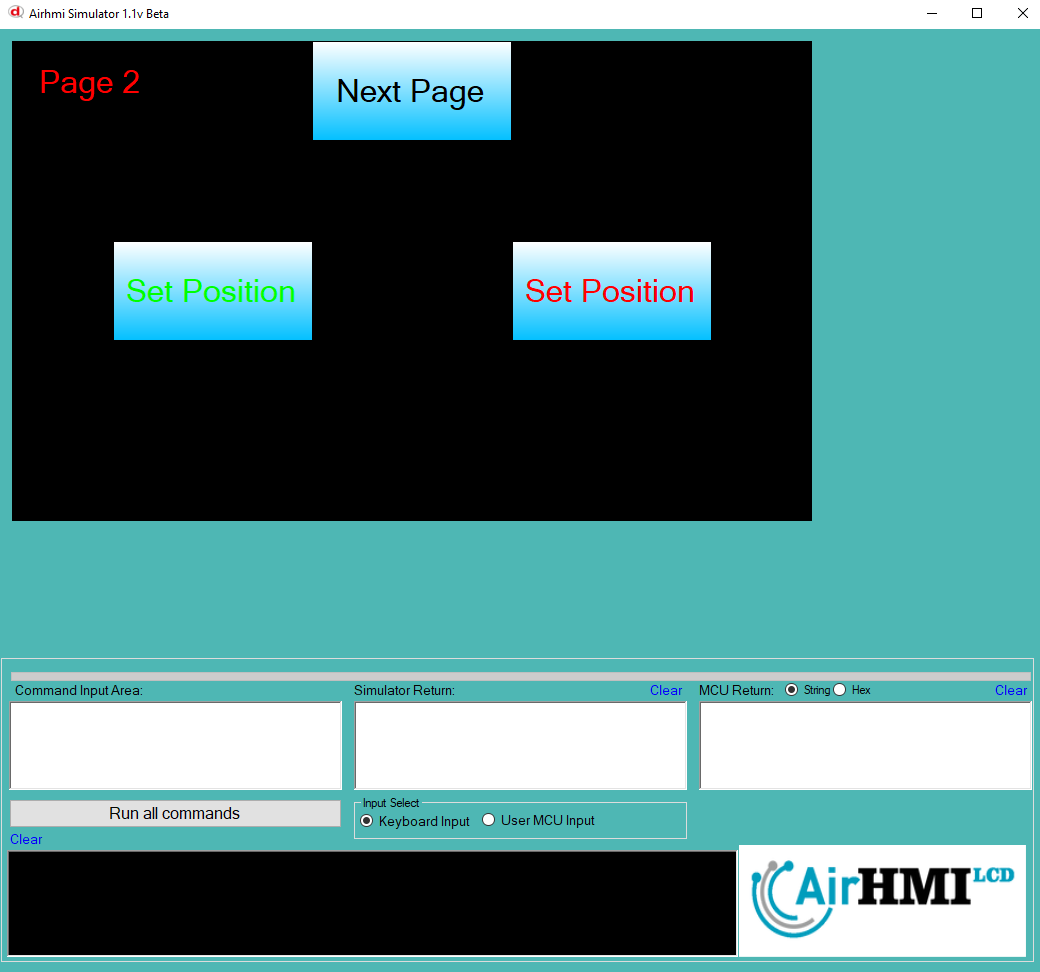 Airhmi Simulator 1.1v Beta
Page 2
Next Page
Set Position
Set Position
Command Input Area:
Simulator Return:
Clear
MCU Return:
String
Hex
Clear
Run all commands
Input Select
Keyboard Input
User MCU Input
Clear
AirHMI LCD